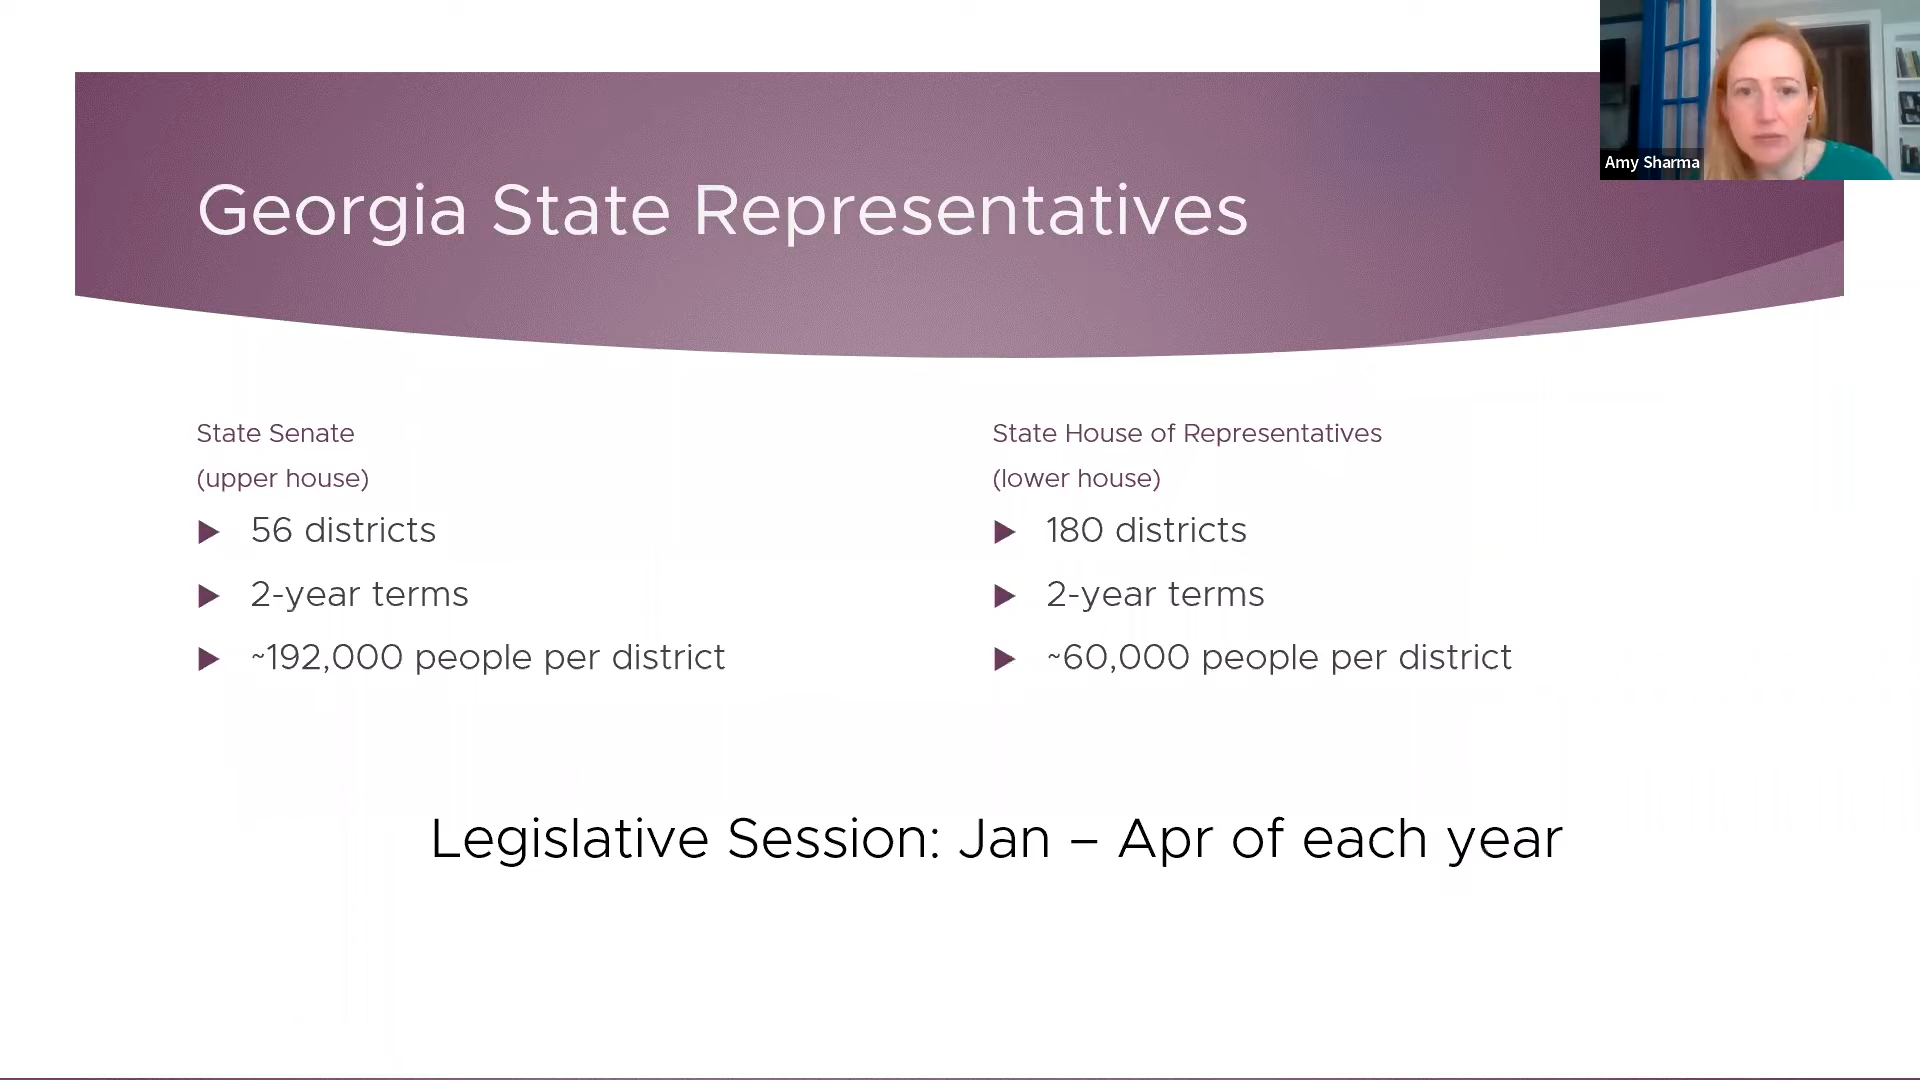 Amy Sharma
Georgia State Representatives
State Senate
(upper house)
56 districts
2-year terms
~192,000 people per district
State House of Representatives
(lower house)
180 districts
2-year terms
~60,000 people per district
Legislative Session: Jan – Apr of each year